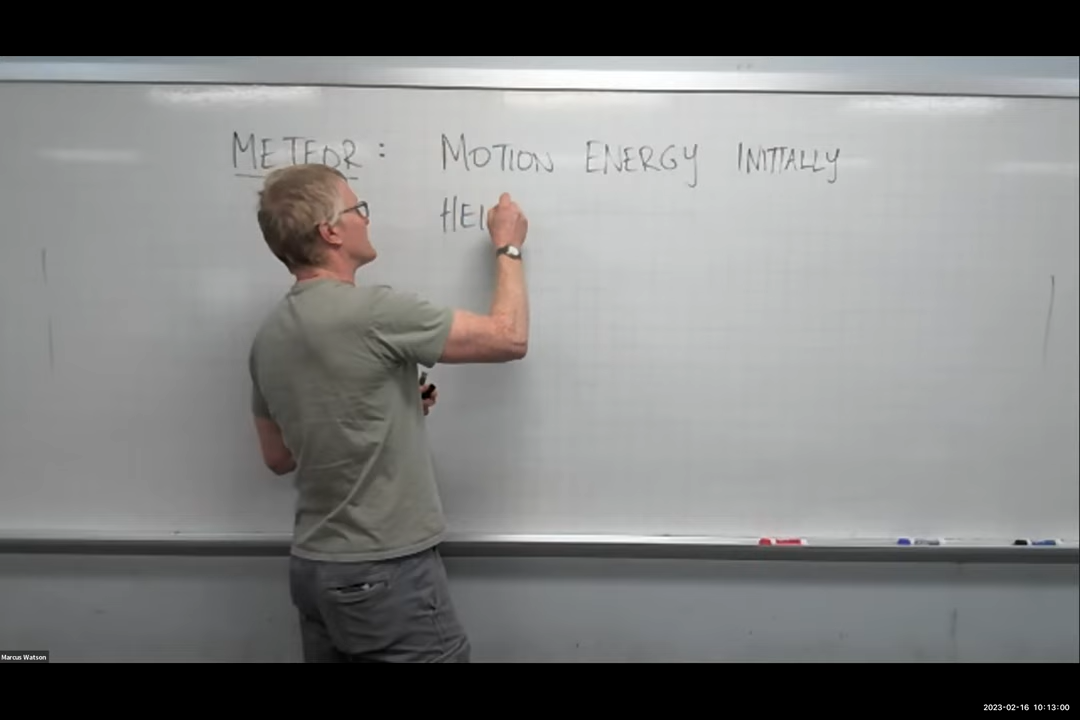 METEOR: MOTION ENERGY INITIALLY
HEI
Marcus Watson
2023-02-16 10:13:00